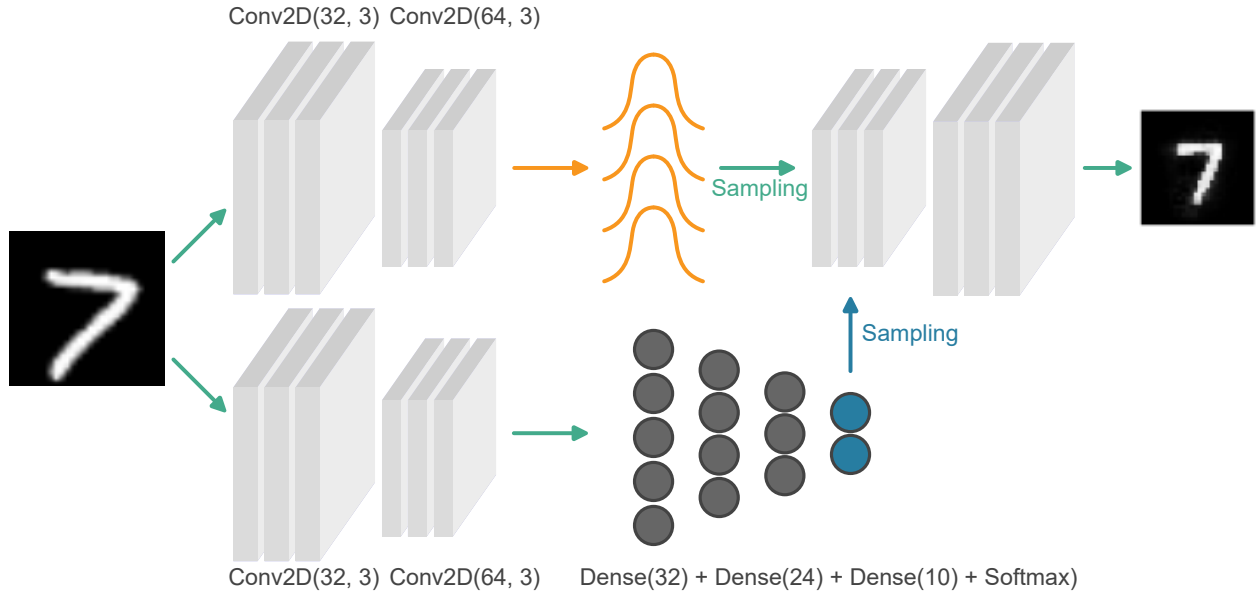 Conv2D(32, 3) Conv2D(64, 3)
Sampling
Sampling
Conv2D(32, 3) Conv2D(64, 3) Dense(32) + Dense(24) + Dense(10) + Softmax)